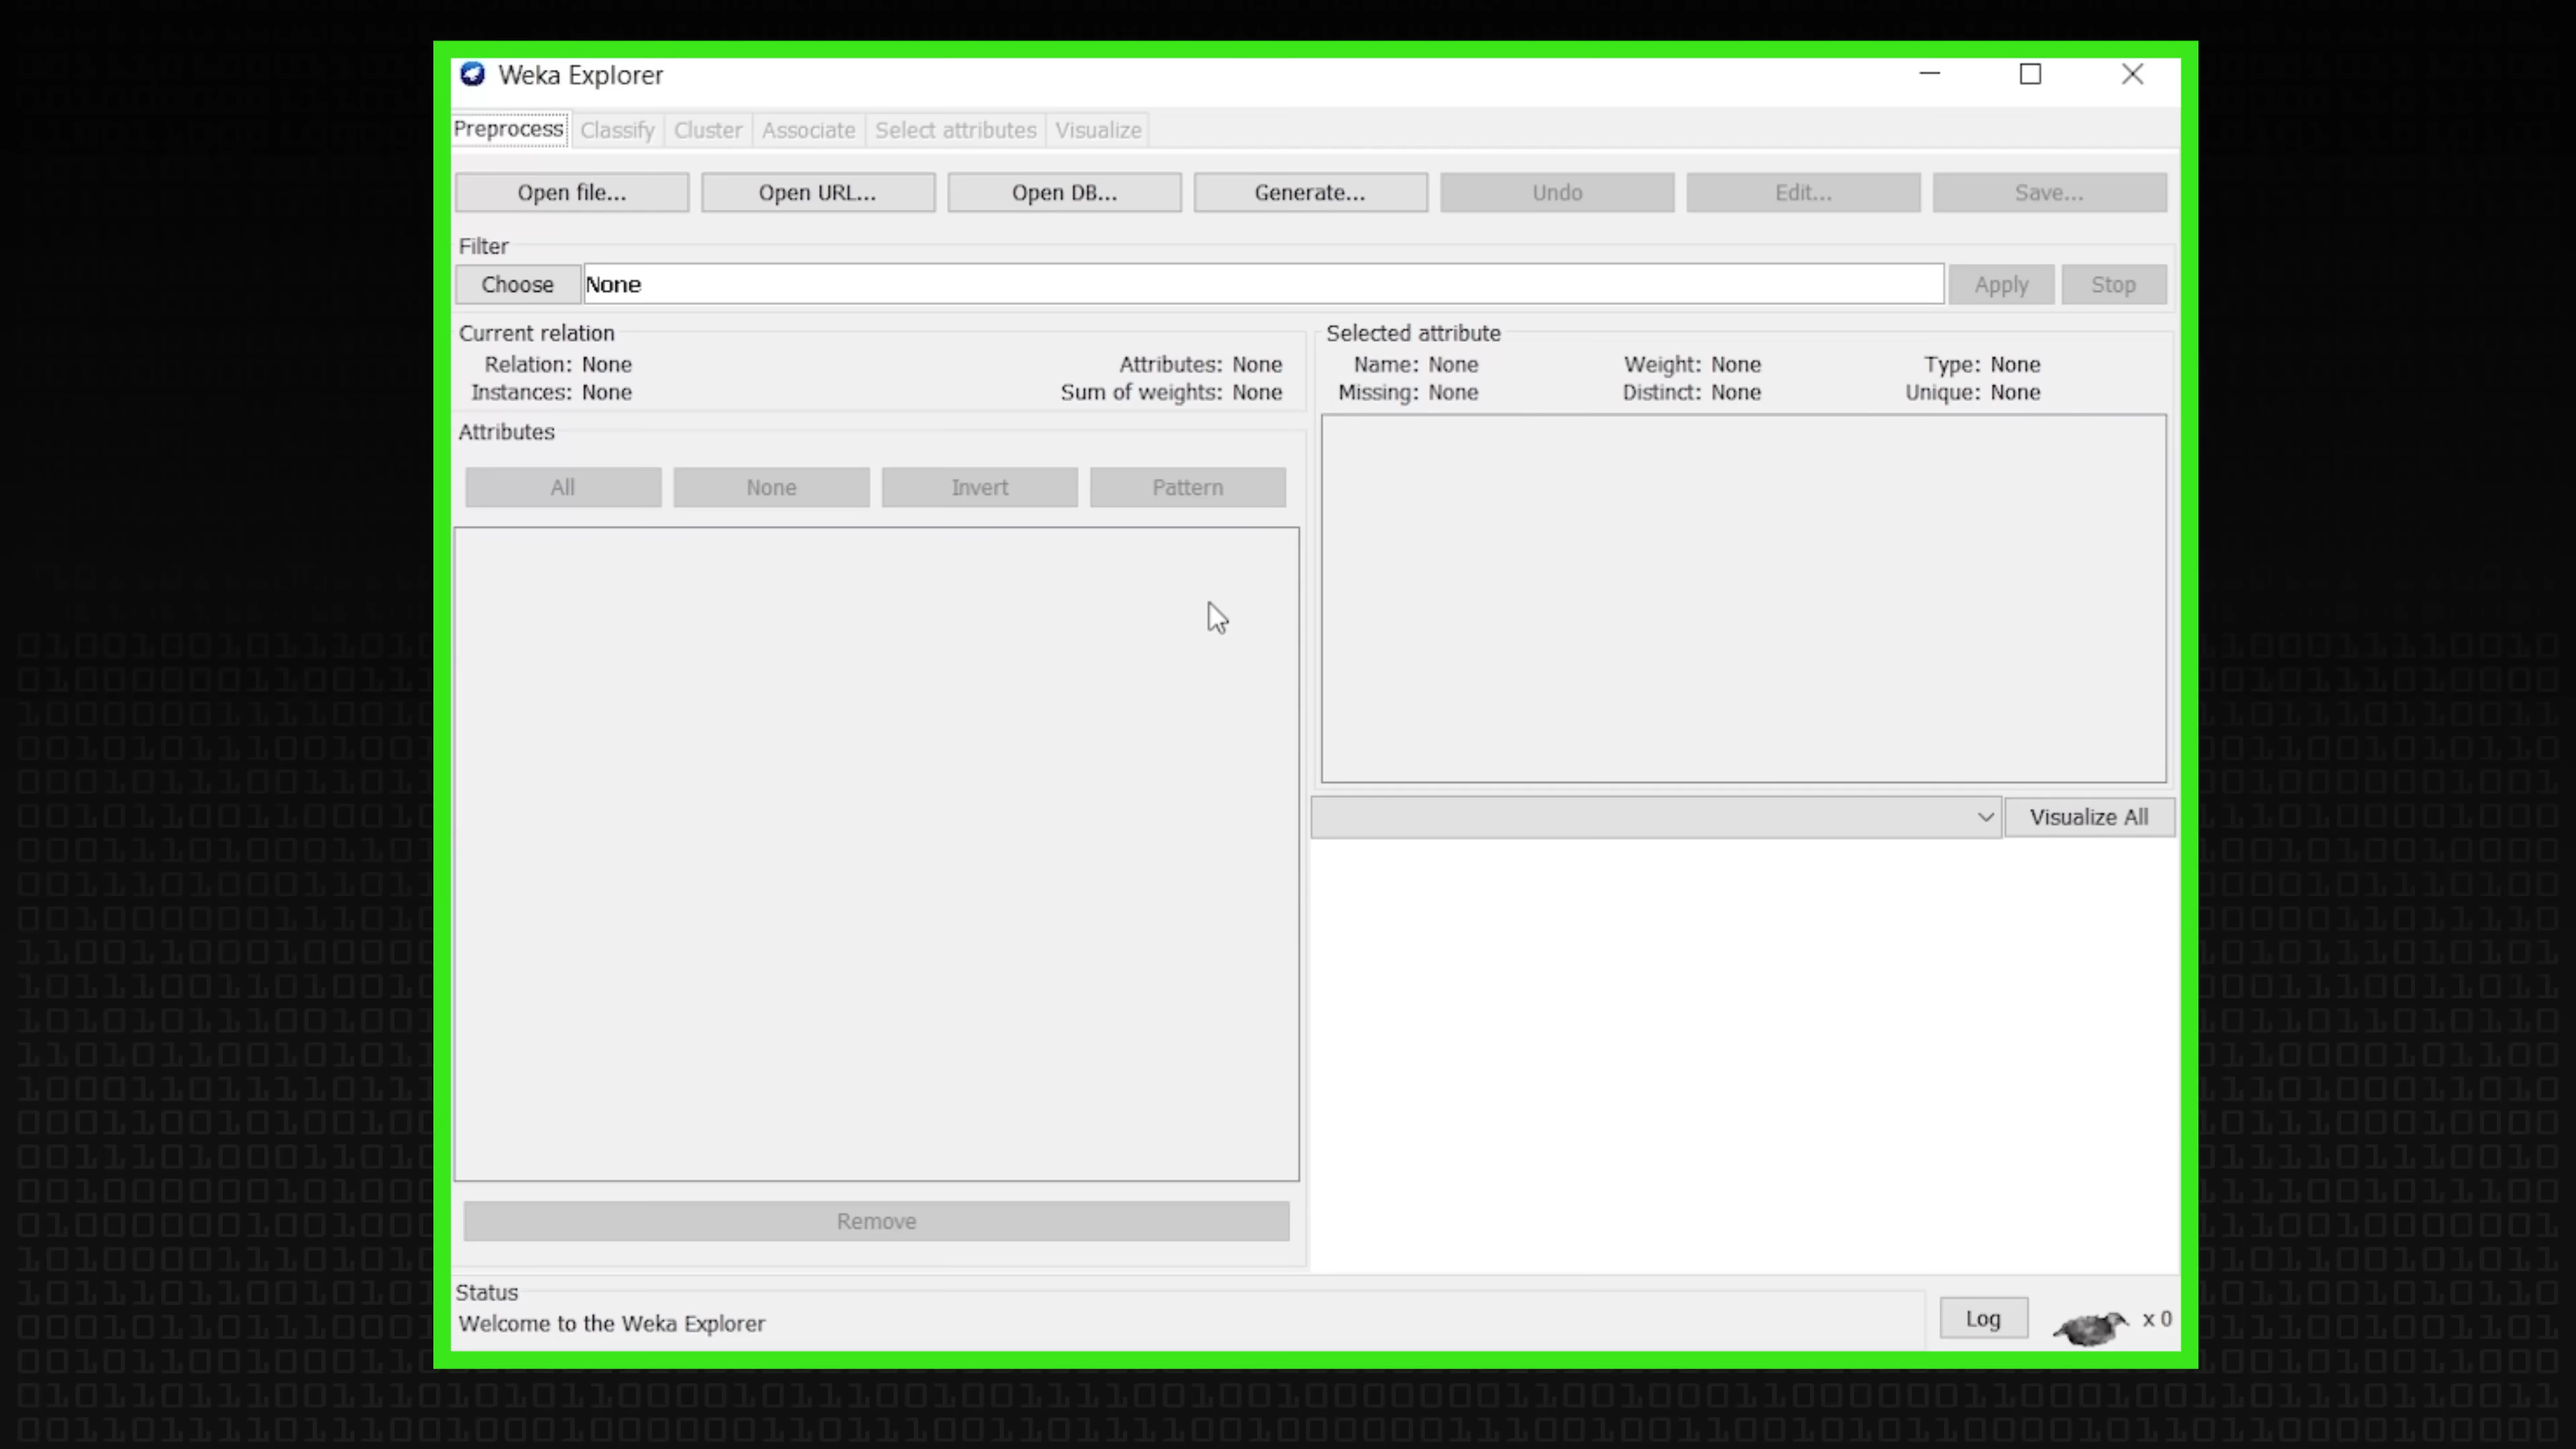 Weka Explorer
Preprocess Classify Cluster Associate Select attributes Visualize
Open file... Open URL... Open DB... Generate... Undo Edit... Save...
Filter
Choose None Apply Stop
Current relation
Relation: None Attributes: None
Instances: None Sum of weights: None
Selected attribute
Name: None Weight: None Type: None
Missing: None Distinct: None Unique: None
Attributes
All None Invert Pattern
Visualize All
Remove
Status
Welcome to the Weka Explorer
Log x 0